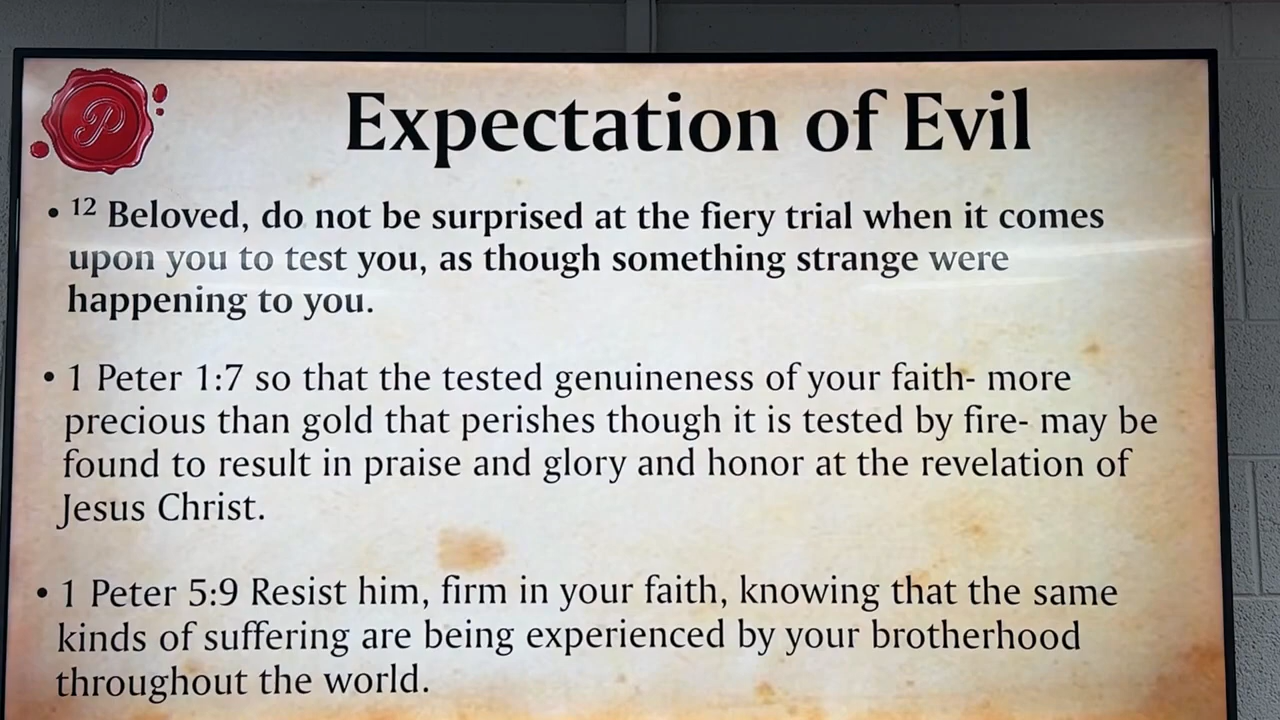 P
Expectation of Evil
• 12 Beloved, do not be surprised at the fiery trial when it comes
upon you to test you, as though something strange were
happening to you.
• 1 Peter 1:7 so that the tested genuineness of your faith- more
precious than gold that perishes though it is tested by fire- may be
found to result in praise and glory and honor at the revelation of
Jesus Christ.
• 1 Peter 5:9 Resist him, firm in your faith, knowing that the same
kinds of suffering are being experienced by your brotherhood
throughout the world.